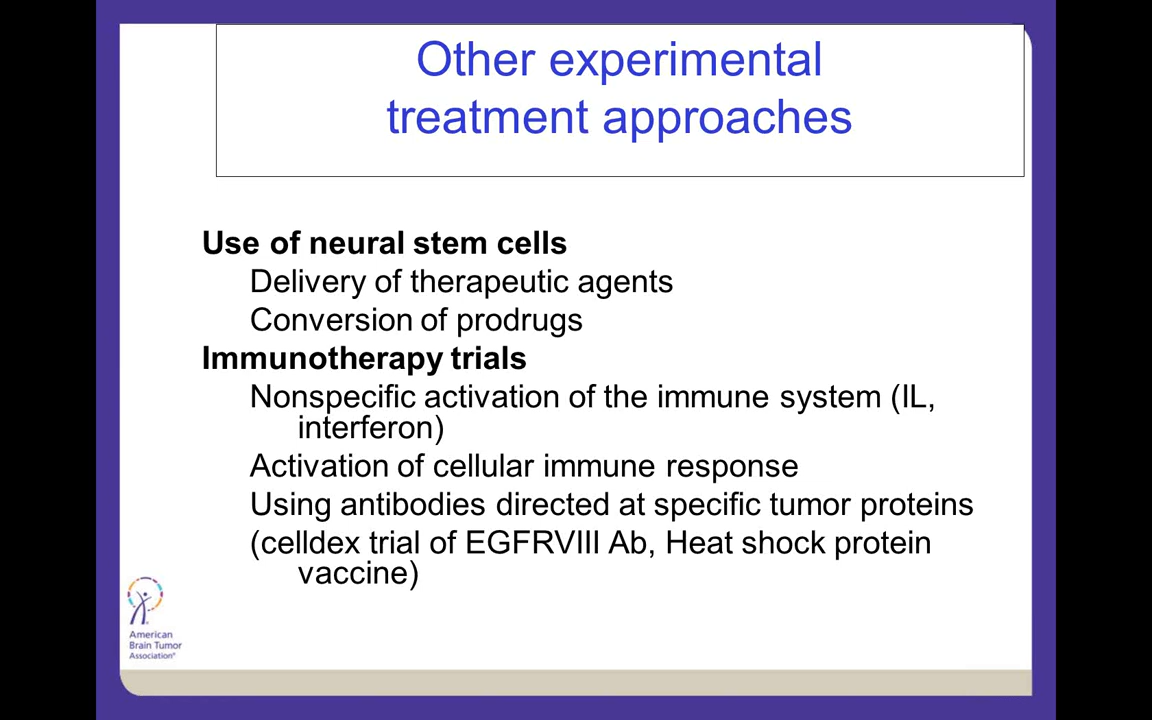 Other experimental
treatment approaches
Use of neural stem cells
Delivery of therapeutic agents
Conversion of prodrugs
Immunotherapy trials
Nonspecific activation of the immune system (IL,
interferon)
Activation of cellular immune response
Using antibodies directed at specific tumor proteins
(celldex trial of EGFRVIII Ab, Heat shock protein
vaccine)
American
Brain Tumor
Association®